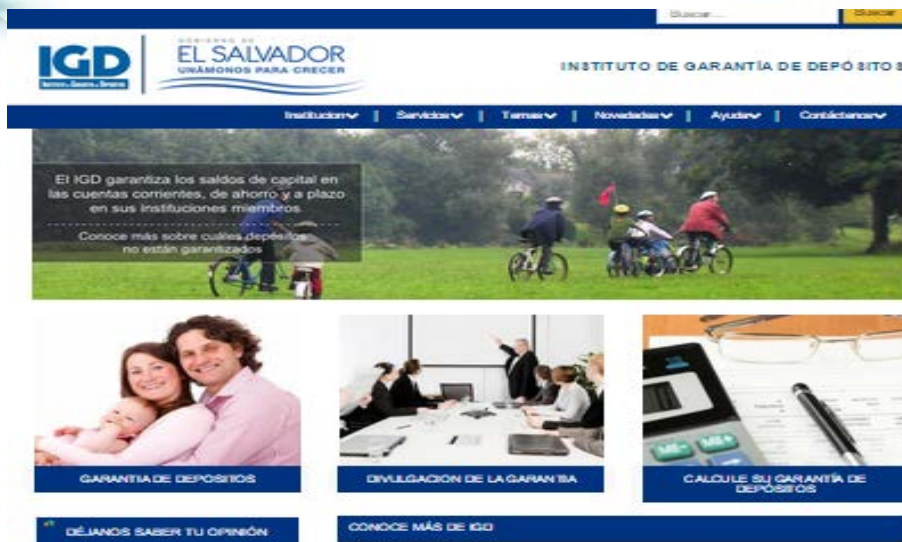 Buscar...
Buscar
IGD
GOBIERNO DE
EL SALVADOR
UNÁMONOS PARA CRECER
INSTITUTO DE GARANTÍA DE DEPÓSITOS
Institucion | Servicios | Temas | Novedades | Ayuda | Contáctenos
El IGD garantiza los saldos de capital en
las cuentas corrientes, de ahorro y a plazo
en sus instituciones miembros.
Conoce más sobre cuáles depósitos
no están garantizados
GARANTIA DE DEPOSITOS
DIVULGACIÓN DE LA GARANTIA
CALCULE SU GARANTÍA DE
DEPÓSITOS
DÉJANOS SABER TU OPINIÓN
CONOCE MÁS DE IGD